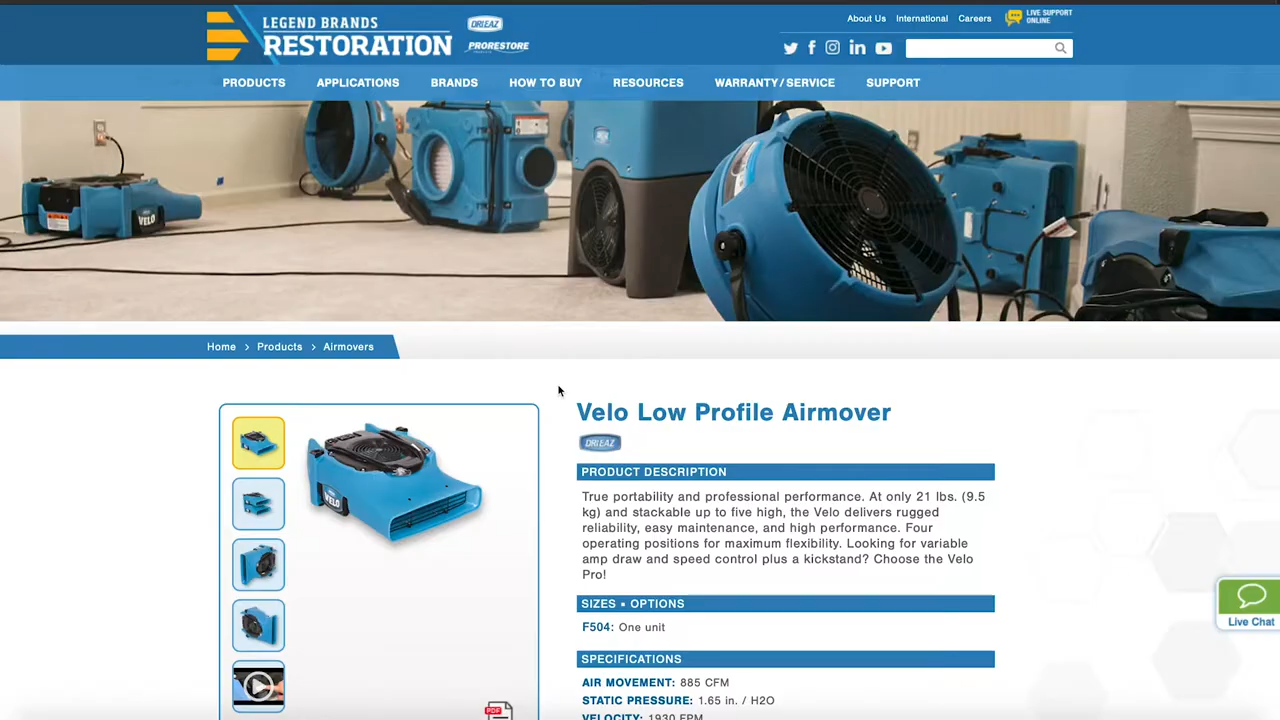 LEGEND BRANDS
RESTORATION
DRIEAZ
PRORESTORE
About Us
International
Careers
LIVE SUPPORT
ONLINE
PRODUCTS
APPLICATIONS
BRANDS
HOW TO BUY
RESOURCES
WARRANTY/SERVICE
SUPPORT
VELO
Home > Products > Airmovers
Velo Low Profile Airmover
DRIEAZ
PRODUCT DESCRIPTION
True portability and professional performance. At only 21 lbs. (9.5
kg) and stackable up to five high, the Velo delivers rugged
reliability, easy maintenance, and high performance. Four
operating positions for maximum flexibility. Looking for variable
amp draw and speed control plus a kickstand? Choose the Velo
Pro!
SIZES ▪ OPTIONS
F504: One unit
SPECIFICATIONS
AIR MOVEMENT: 885 CFM
STATIC PRESSURE: 1.65 in. / H2O
VELOCITY: 1930 FPM
VELO
PDF
Live Chat